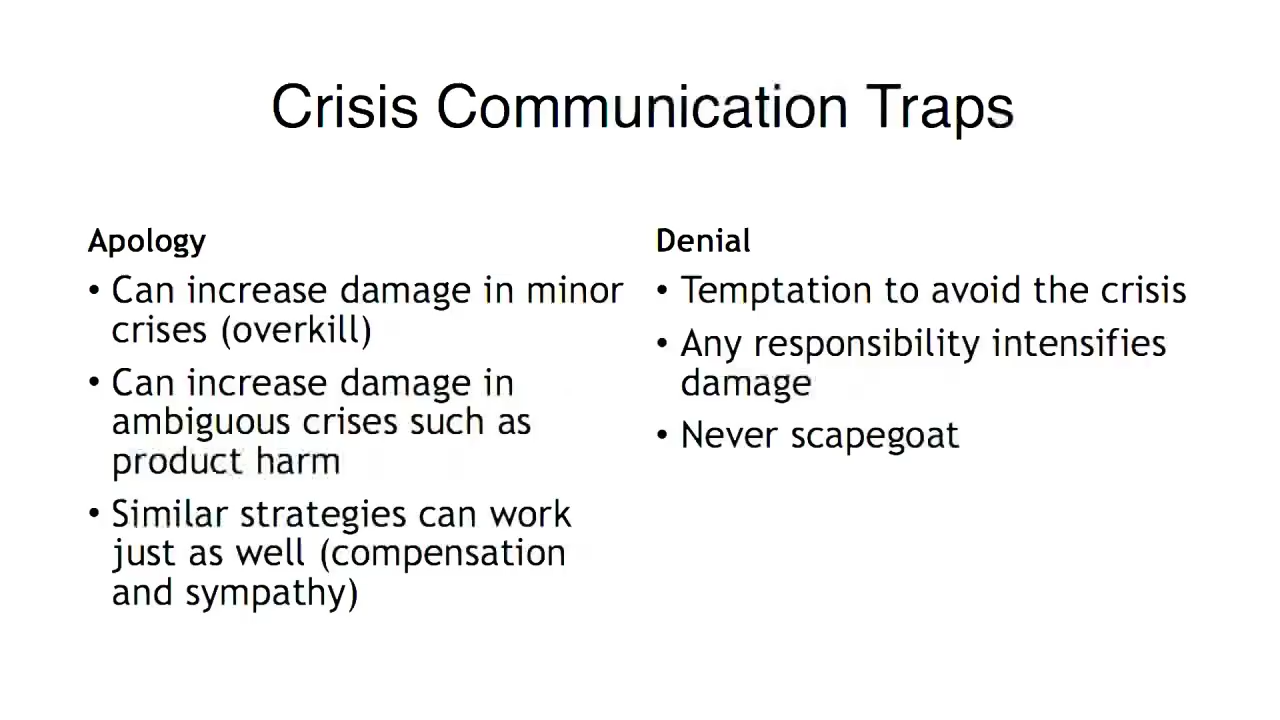 Crisis Communication Traps
Apology
• Can increase damage in minor
crises (overkill)
• Can increase damage in
ambiguous crises such as
product harm
• Similar strategies can work
just as well (compensation
and sympathy)
Denial
• Temptation to avoid the crisis
• Any responsibility intensifies
damage
• Never scapegoat